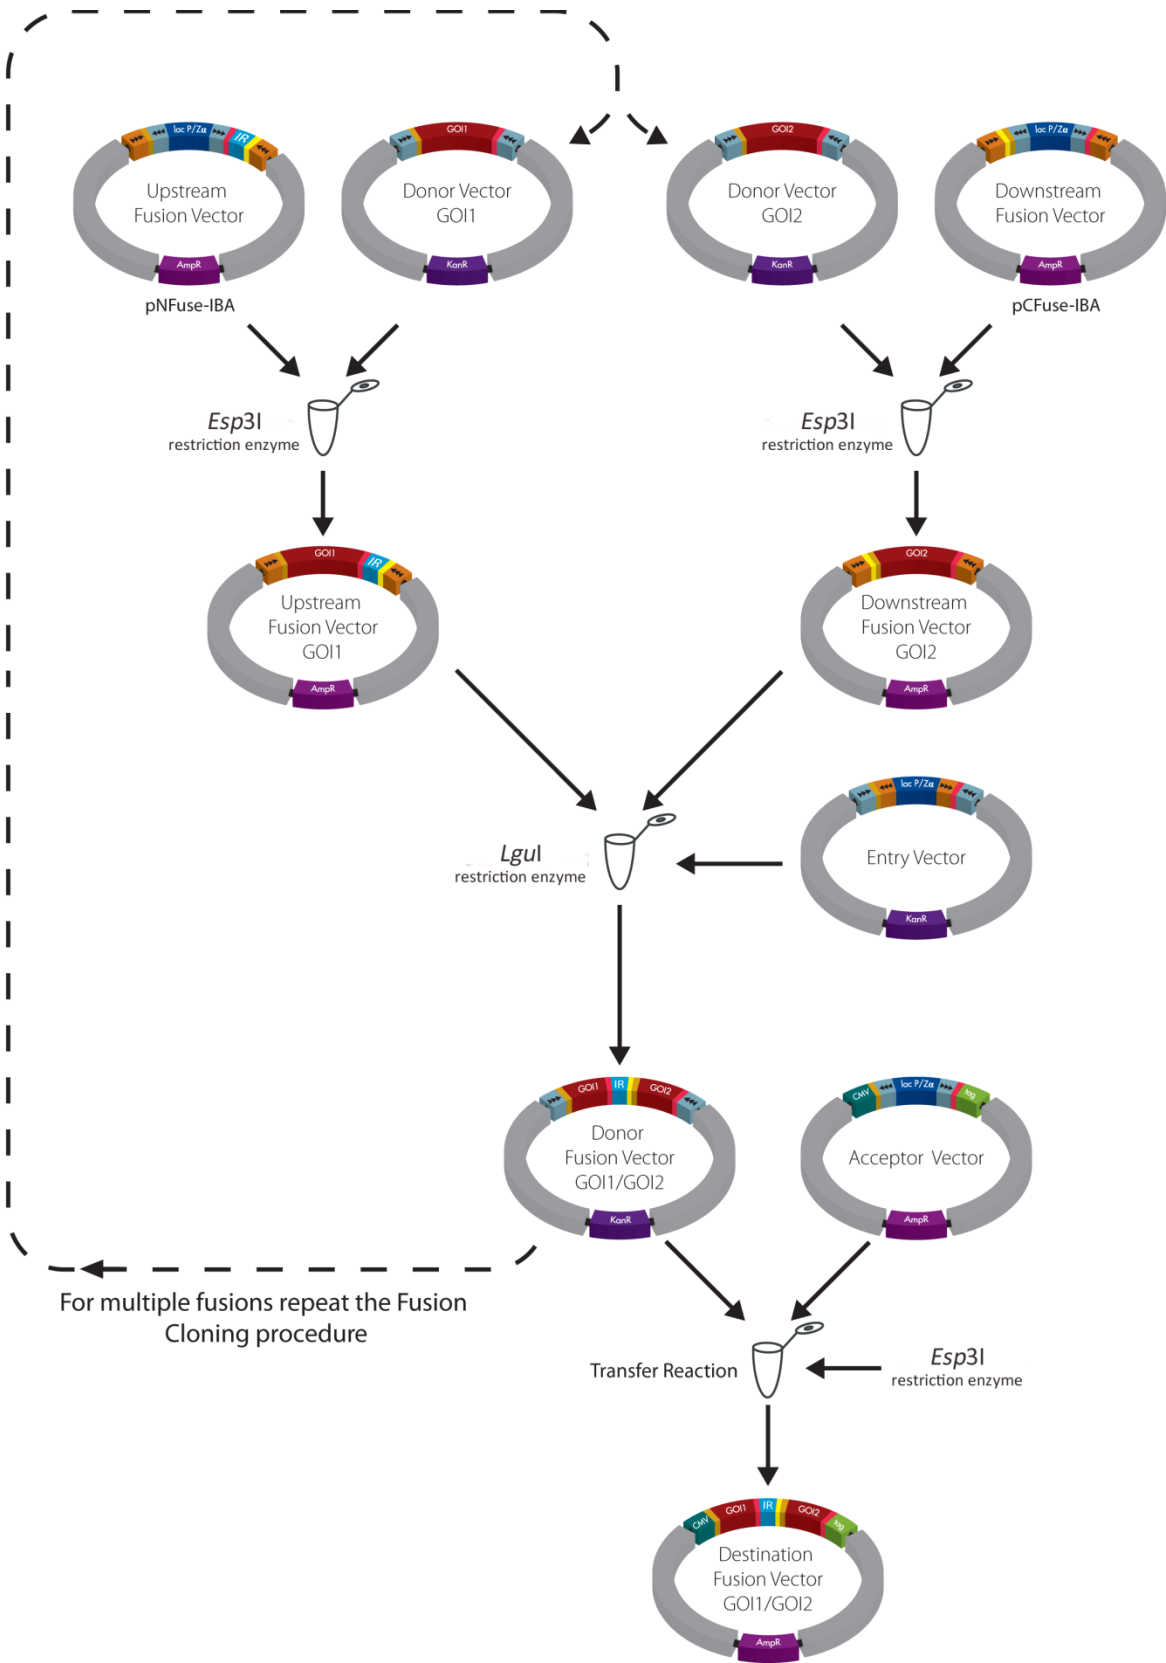 lac P/Zα
IR
Upstream
Fusion Vector
AmpR
pNFuse-IBA
GOI1
Donor Vector
GOI1
KanR
GOI2
Donor Vector
GOI2
KanR
lac P/Zα
Downstream
Fusion Vector
AmpR
pCFuse-IBA
Esp3I
restriction enzyme
Esp3I
restriction enzyme
GOI1
IR
Upstream
Fusion Vector
GOI1
AmpR
GOI2
Downstream
Fusion Vector
GOI2
AmpR
lac P/Zα
Entry Vector
KanR
LguI
restriction enzyme
GOI1
IR
GOI2
Donor
Fusion Vector
GOI1/GOI2
KanR
CMV
lac P/Zα
tag
Acceptor Vector
AmpR
For multiple fusions repeat the Fusion
Cloning procedure
Transfer Reaction
Esp3I
restriction enzyme
CMV
GOI1
IR
GOI2
tag
Destination
Fusion Vector
GOI1/GOI2
AmpR